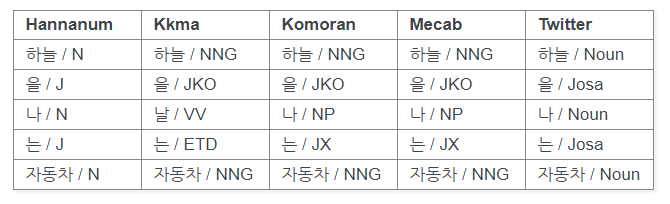 Hannanum Kkma Komoran Mecab Twitter
하늘 / N 하늘 / NNG 하늘 / NNG 하늘 / NNG 하늘 / Noun
을 / J 을 / JKO 을 / JKO 을 / JKO 을 / Josa
나 / N 날 / VV 나 / NP 나 / NP 나 / Noun
는 / J 는 / ETD 는 / JX 는 / JX 는 / Josa
자동차 / N 자동차 / NNG 자동차 / NNG 자동차 / NNG 자동차 / Noun